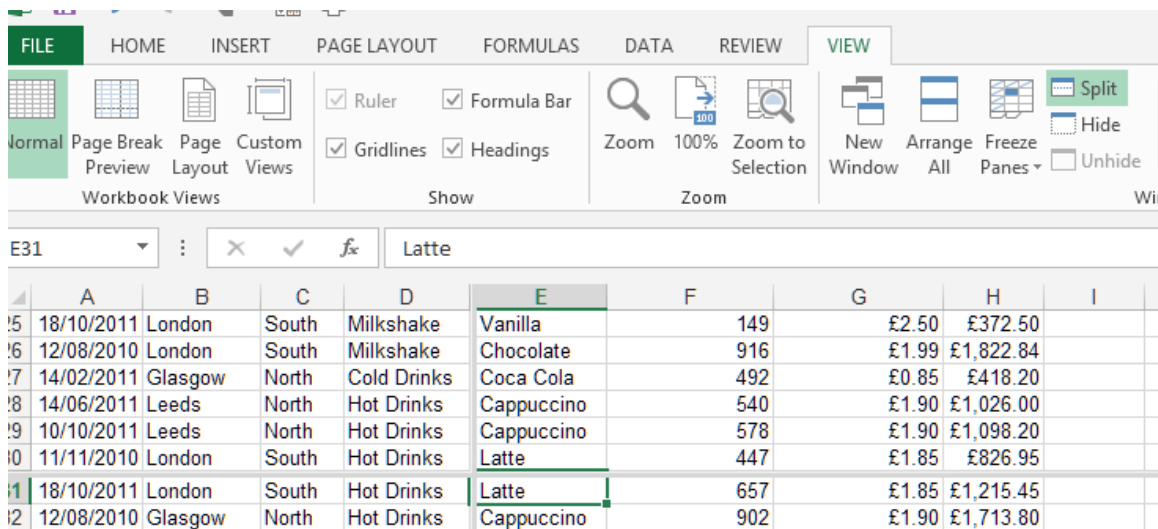 FILE HOME INSERT PAGE LAYOUT FORMULAS DATA REVIEW VIEW
Normal Page Break Preview Page Layout Custom Views
Ruler Formula Bar
Gridlines Headings
Zoom 100% Zoom to Selection
New Window Arrange All Freeze Panes
Split
Hide
Unhide
Workbook Views Show Zoom
E31 fx Latte
A B C D E F G H I
25 18/10/2011 London South Milkshake Vanilla 149 £2.50 £372.50
26 12/08/2010 London South Milkshake Chocolate 916 £1.99 £1,822.84
27 14/02/2011 Glasgow North Cold Drinks Coca Cola 492 £0.85 £418.20
28 14/06/2011 Leeds North Hot Drinks Cappuccino 540 £1.90 £1,026.00
29 10/10/2011 Leeds North Hot Drinks Cappuccino 578 £1.90 £1,098.20
30 11/11/2010 London South Hot Drinks Latte 447 £1.85 £826.95
31 18/10/2011 London South Hot Drinks Latte 657 £1.85 £1,215.45
32 12/08/2010 Glasgow North Hot Drinks Cappuccino 902 £1.90 £1,713.80